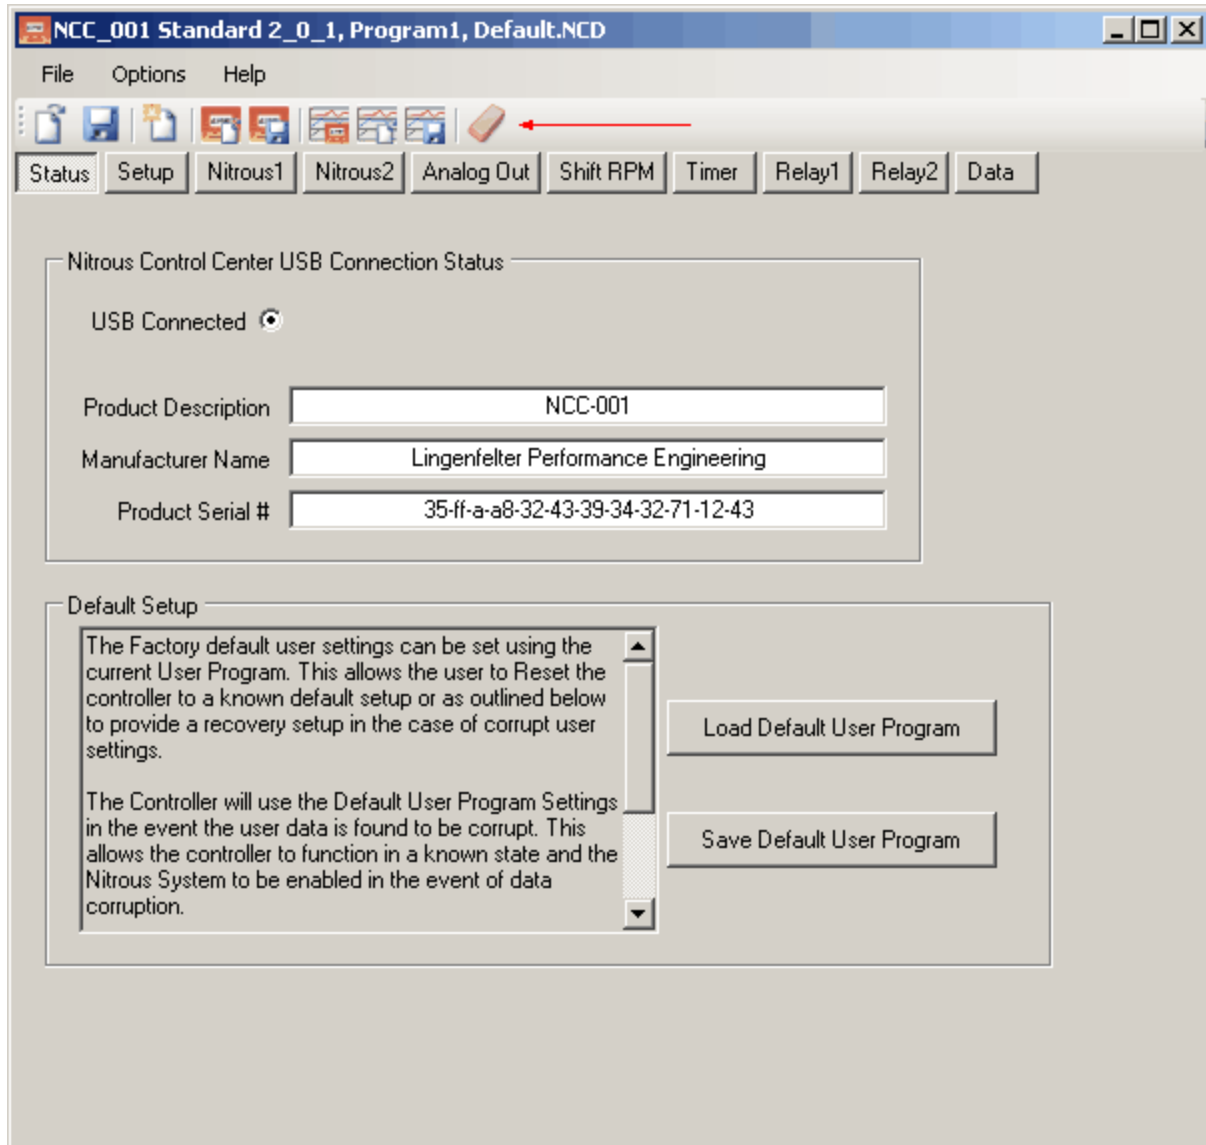 NCC_001 Standard 2_0_1, Program1, Default.NCD
File Options Help
Status Setup Nitrous1 Nitrous2 Analog Out Shift RPM Timer Relay1 Relay2 Data
Nitrous Control Center USB Connection Status
USB Connected
Product Description NCC-001
Manufacturer Name Lingenfelter Performance Engineering
Product Serial # 35-ff-a-a8-32-43-39-34-32-71-12-43
Default Setup
The Factory default user settings can be set using the
current User Program. This allows the user to Reset the
controller to a known default setup or as outlined below
to provide a recovery setup in the case of corrupt user
settings.
The Controller will use the Default User Program Settings
in the event the user data is found to be corrupt. This
allows the controller to function in a known state and the
Nitrous System to be enabled in the event of data
corruption.
Load Default User Program
Save Default User Program